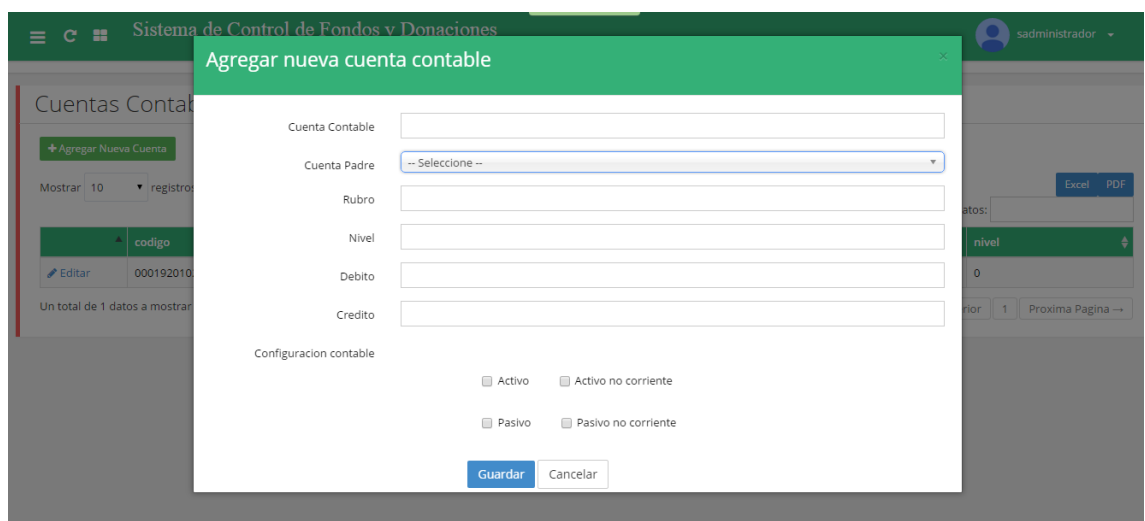 Sistema de Control de Fondos y Donaciones
sadministrador
Agregar nueva cuenta contable
×
Cuentas Contab
Agregar Nueva Cuenta
Mostrar 10 registros
Excel PDF
atos:
codigo
nivel
Editar
000192010
0
Un total de 1 datos a mostrar
rior 1 Proxima Pagina →
Cuenta Contable
Cuenta Padre
-- Seleccione --
Rubro
Nivel
Debito
Credito
Configuracion contable
Activo Activo no corriente
Pasivo Pasivo no corriente
Guardar Cancelar